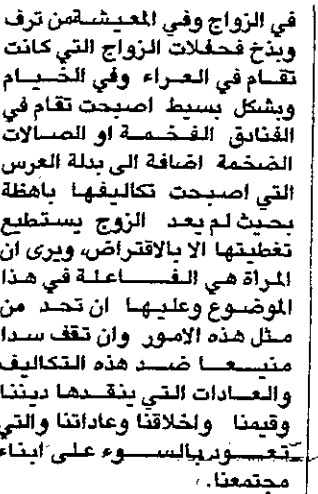 في الزواج وفي المعيشة من ترف
وبذخ فحفلات الزواج التي كانت
تقام في العراء وفي الخيام
وبشكل بسيط اصبحت تقام في
الفنادق الفخمة او الصالات
الضخمة اضافة الى بدلة العرس
التي اصبحت تكاليفها باهظة
بحيث لم يعد الزوج يستطيع
تغطيتها الا بالاقتراض، ويرى ان
المراة هي الفاعلة في هذا
الموضوع وعليها ان تحد من
مثل هذه الامور وان تقف سدا
منيعا ضد هذه التكاليف
والعادات التي ينقدها ديننا
وقيمنا واخلاقنا وعاداتنا والتي
تعود بالسوء على ابناء
مجتمعنا.